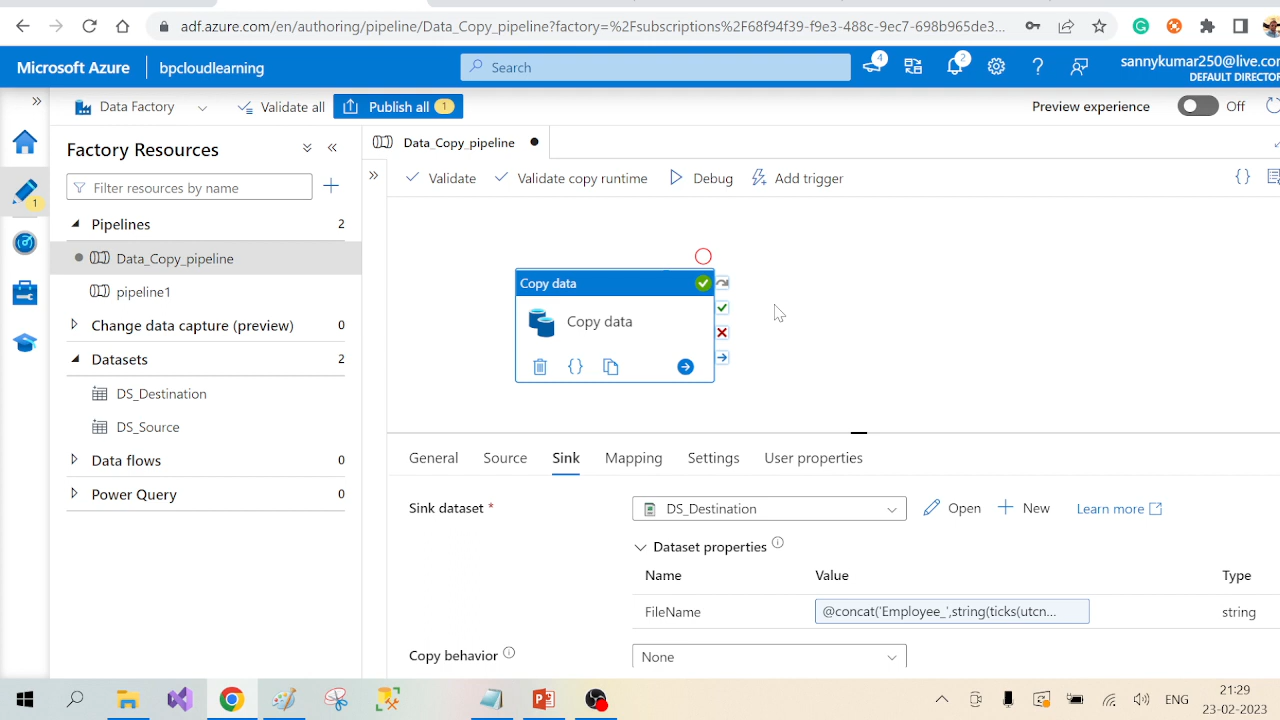 adf.azure.com/en/authoring/pipeline/Data_Copy_pipeline?factory=%2Fsubscriptions%2F68f94f39-f9e3-488c-9ec7-698b965de3...
Microsoft Azure
bpcloudlearning
Search
4
2
sannykumar250@live.com
DEFAULT DIRECTOR
Data Factory
Validate all
Publish all
1
Preview experience
Off
Factory Resources
Data_Copy_pipeline
Filter resources by name
Validate
Validate copy runtime
Debug
Add trigger
{}
1
Pipelines
2
Data_Copy_pipeline
pipeline1
Change data capture (preview)
0
Datasets
2
DS_Destination
DS_Source
Data flows
0
Power Query
0
Copy data
Copy data
{}
General
Source
Sink
Mapping
Settings
User properties
Sink dataset *
DS_Destination
Open
New
Learn more
Dataset properties
Name
Value
Type
FileName
@concat('Employee_',string(ticks(utcn...
string
Copy behavior
None
ENG
21:29
23-02-2023